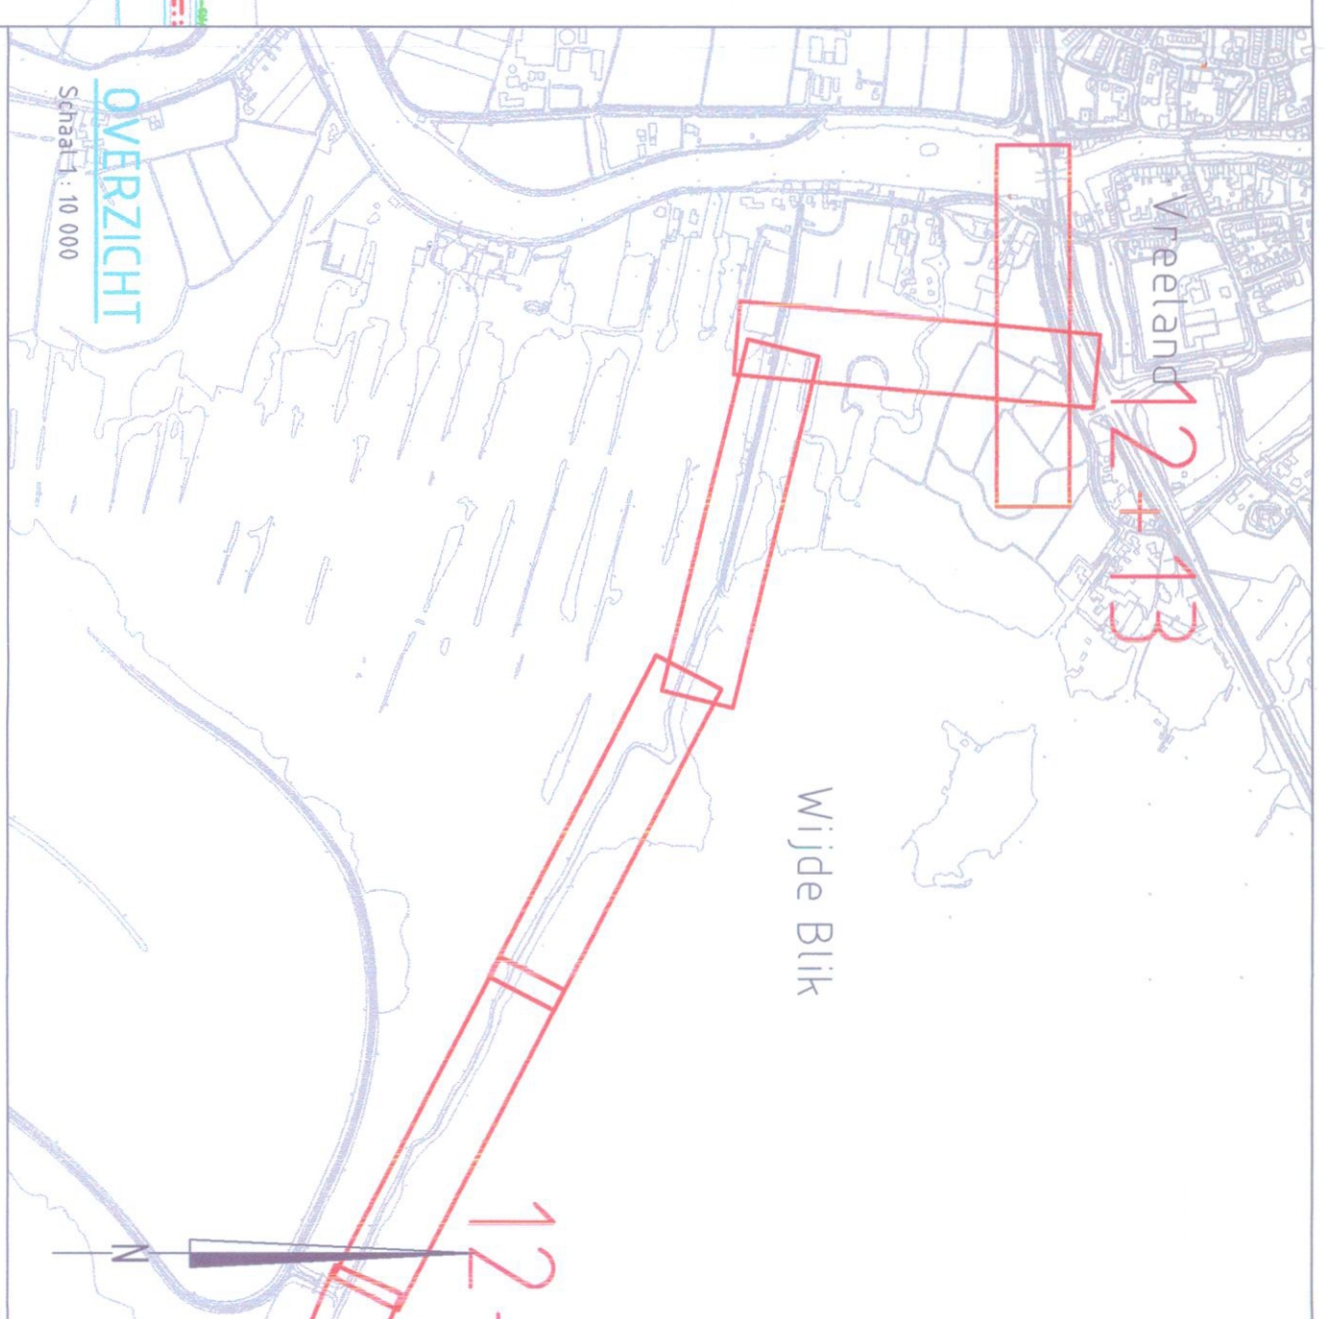 OVERZICHT
Schaal 1 : 10 000
Vreeland
12 + 13
Wijde Blik
12
N